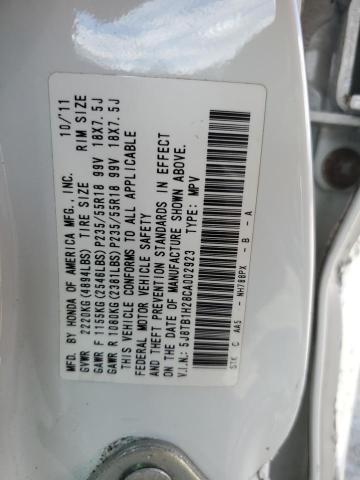 MFD. BY HONDA OF AMERICA MFG., INC. 10/11
GVWR 2220KG(4894LBS) TIRE SIZE RIM SIZE
GAWR F 1155KG(2546LBS)P235/55R18 99V 18X7.5J
GAWR R 1080KG(2381LBS)P235/55R18 99V 18X7.5J
THIS VEHICLE CONFORMS TO ALL APPLICABLE
FEDERAL MOTOR VEHICLE SAFETY AND
THEFT PREVENTION STANDARDS IN EFFECT
ON THE DATE OF MANUFACTURE SHOWN ABOVE.
V.I.N.: 5J8TB1H28CA002923 TYPE: MPV
STK C AA5 - NH788PX - B - A